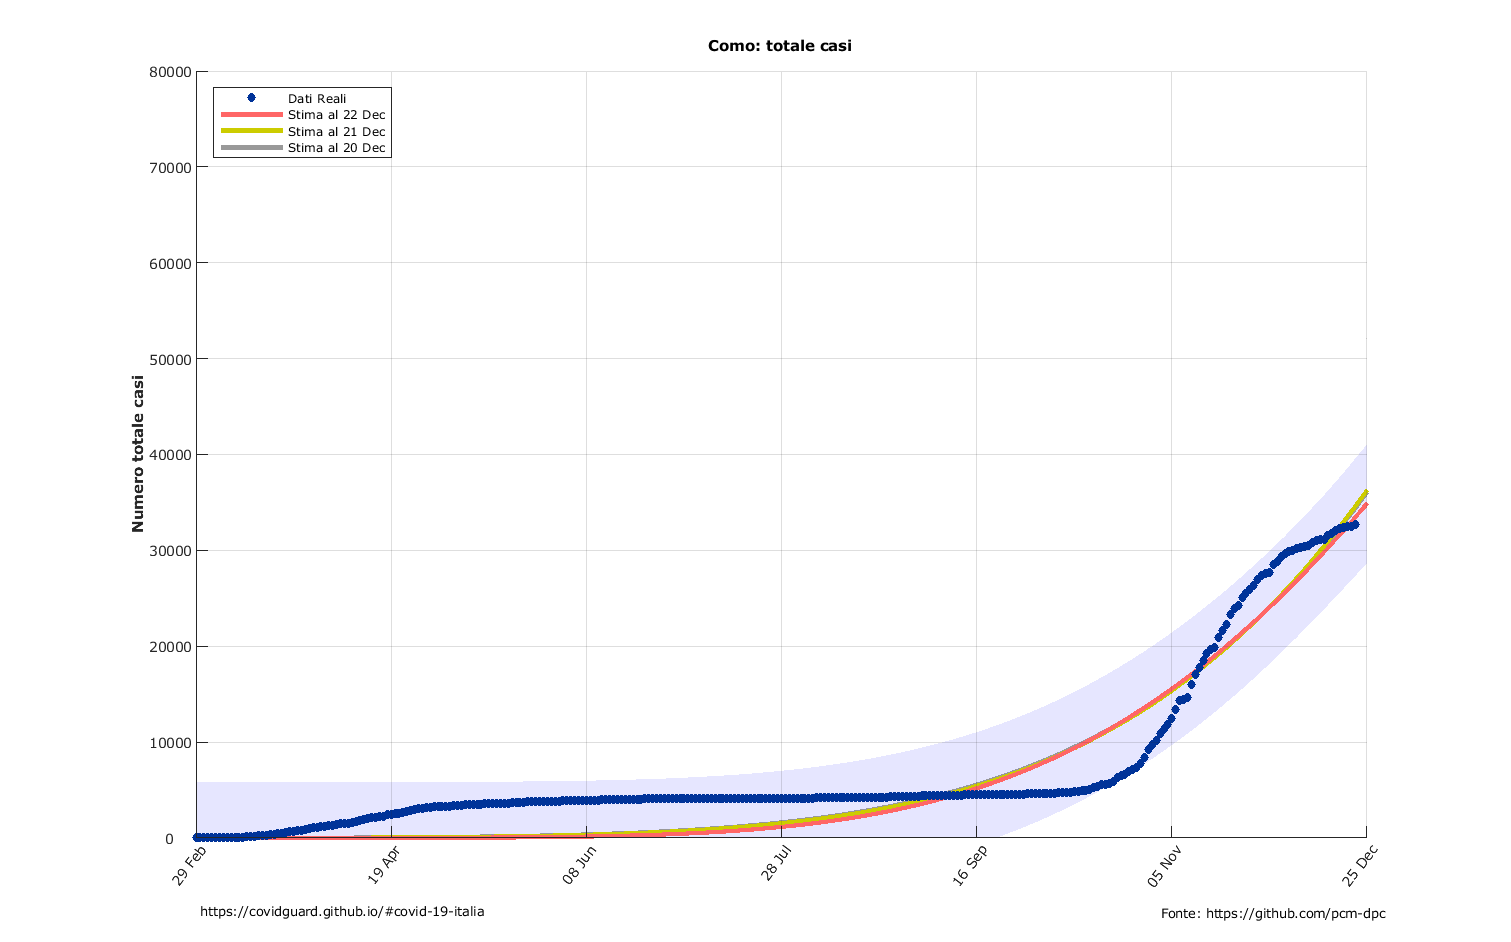 Como: totale casi
Dati Reali
Stima al 22 Dec
Stima al 21 Dec
Stima al 20 Dec
Numero totale casi
80000
70000
60000
50000
40000
30000
20000
10000
0
29 Feb
19 Apr
08 Jun
28 Jul
16 Sep
05 Nov
25 Dec
https://covidguard.github.io/#covid-19-italia
Fonte: https://github.com/pcm-dpc